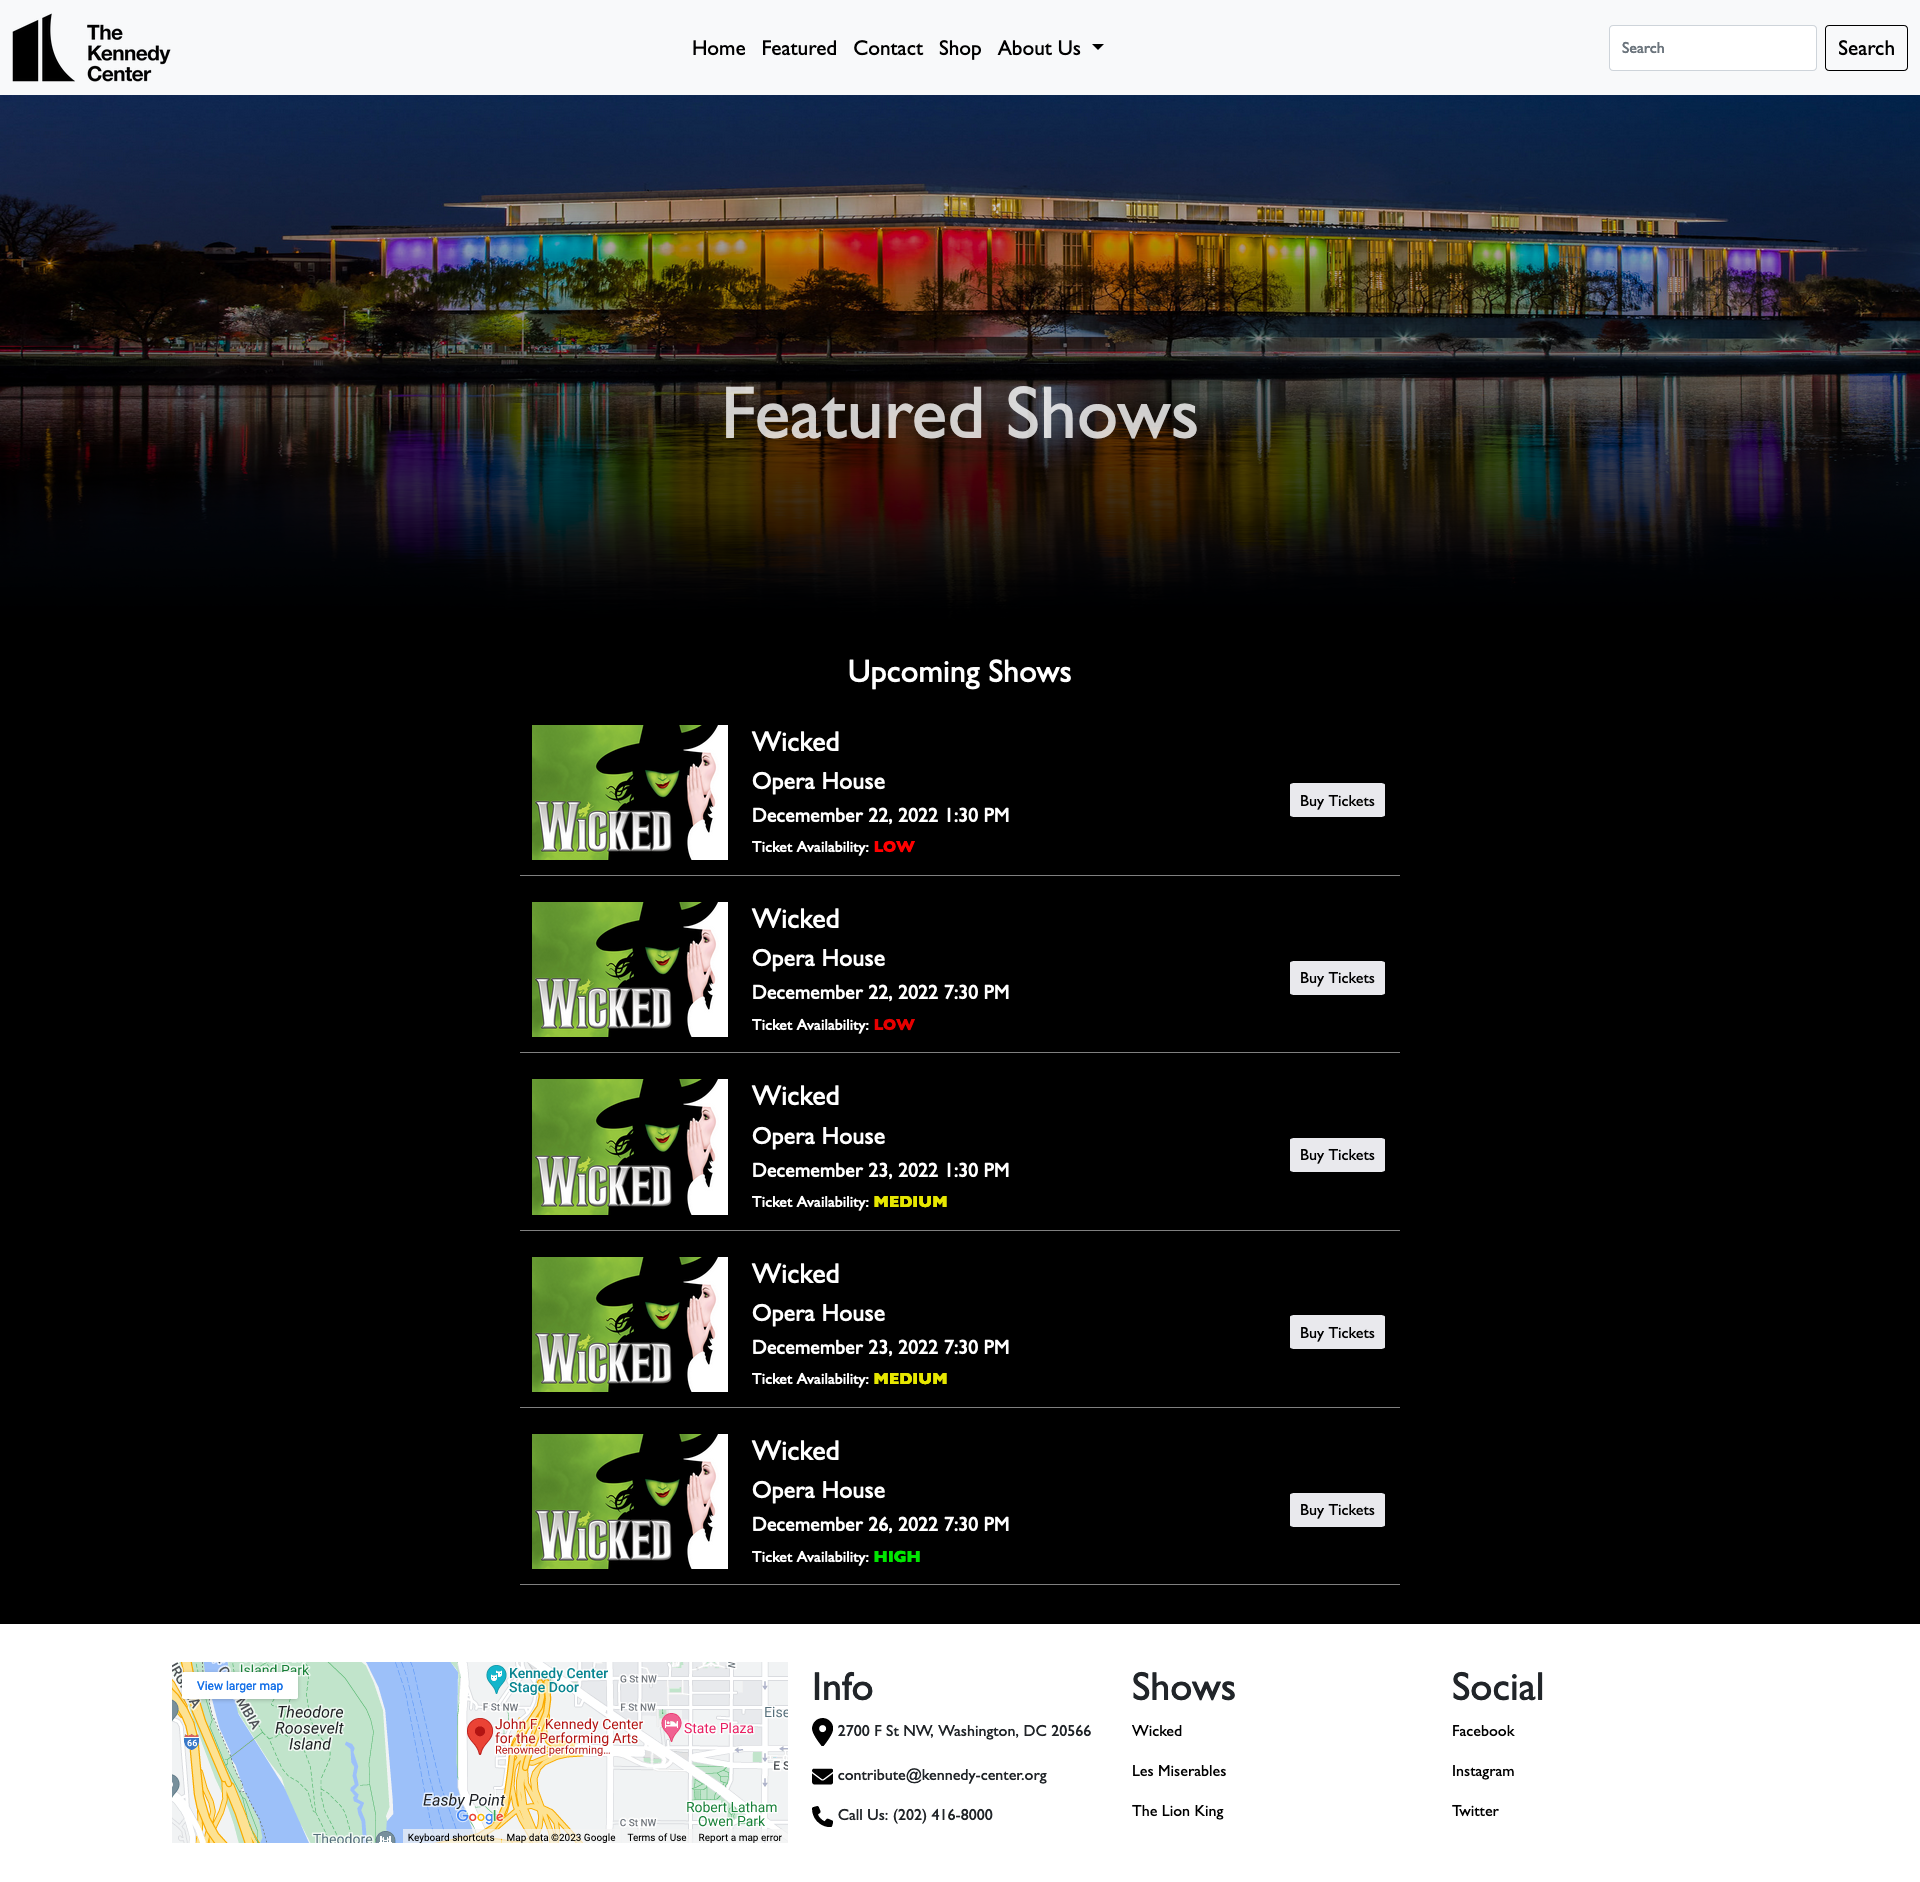 The
Kennedy
Center
Home Featured Contact Shop About Us
Search
Search
Featured Shows
Upcoming Shows
WICKED
Wicked
Opera House
Decemember 22, 2022 1:30 PM
Ticket Availability: LOW
Buy Tickets
WICKED
Wicked
Opera House
Decemember 22, 2022 7:30 PM
Ticket Availability: LOW
Buy Tickets
WICKED
Wicked
Opera House
Decemember 23, 2022 1:30 PM
Ticket Availability: MEDIUM
Buy Tickets
WICKED
Wicked
Opera House
Decemember 23, 2022 7:30 PM
Ticket Availability: MEDIUM
Buy Tickets
WICKED
Wicked
Opera House
Decemember 26, 2022 7:30 PM
Ticket Availability: HIGH
Buy Tickets
Island Park
View larger map
Theodore
Roosevelt
Island
66
Kennedy Center
Stage Door
G St NW
F St NW
F St NW
John F. Kennedy Center
for the Performing Arts
Renowned performing...
State Plaza
Easby Point
Google
Robert Latham
Owen Park
C St NW
Theodore
Keyboard shortcuts
Map data ©2023 Google
Terms of Use
Report a map error
Info
2700 F St NW, Washington, DC 20566
contribute@kennedy-center.org
Call Us: (202) 416-8000
Shows
Wicked
Les Miserables
The Lion King
Social
Facebook
Instagram
Twitter